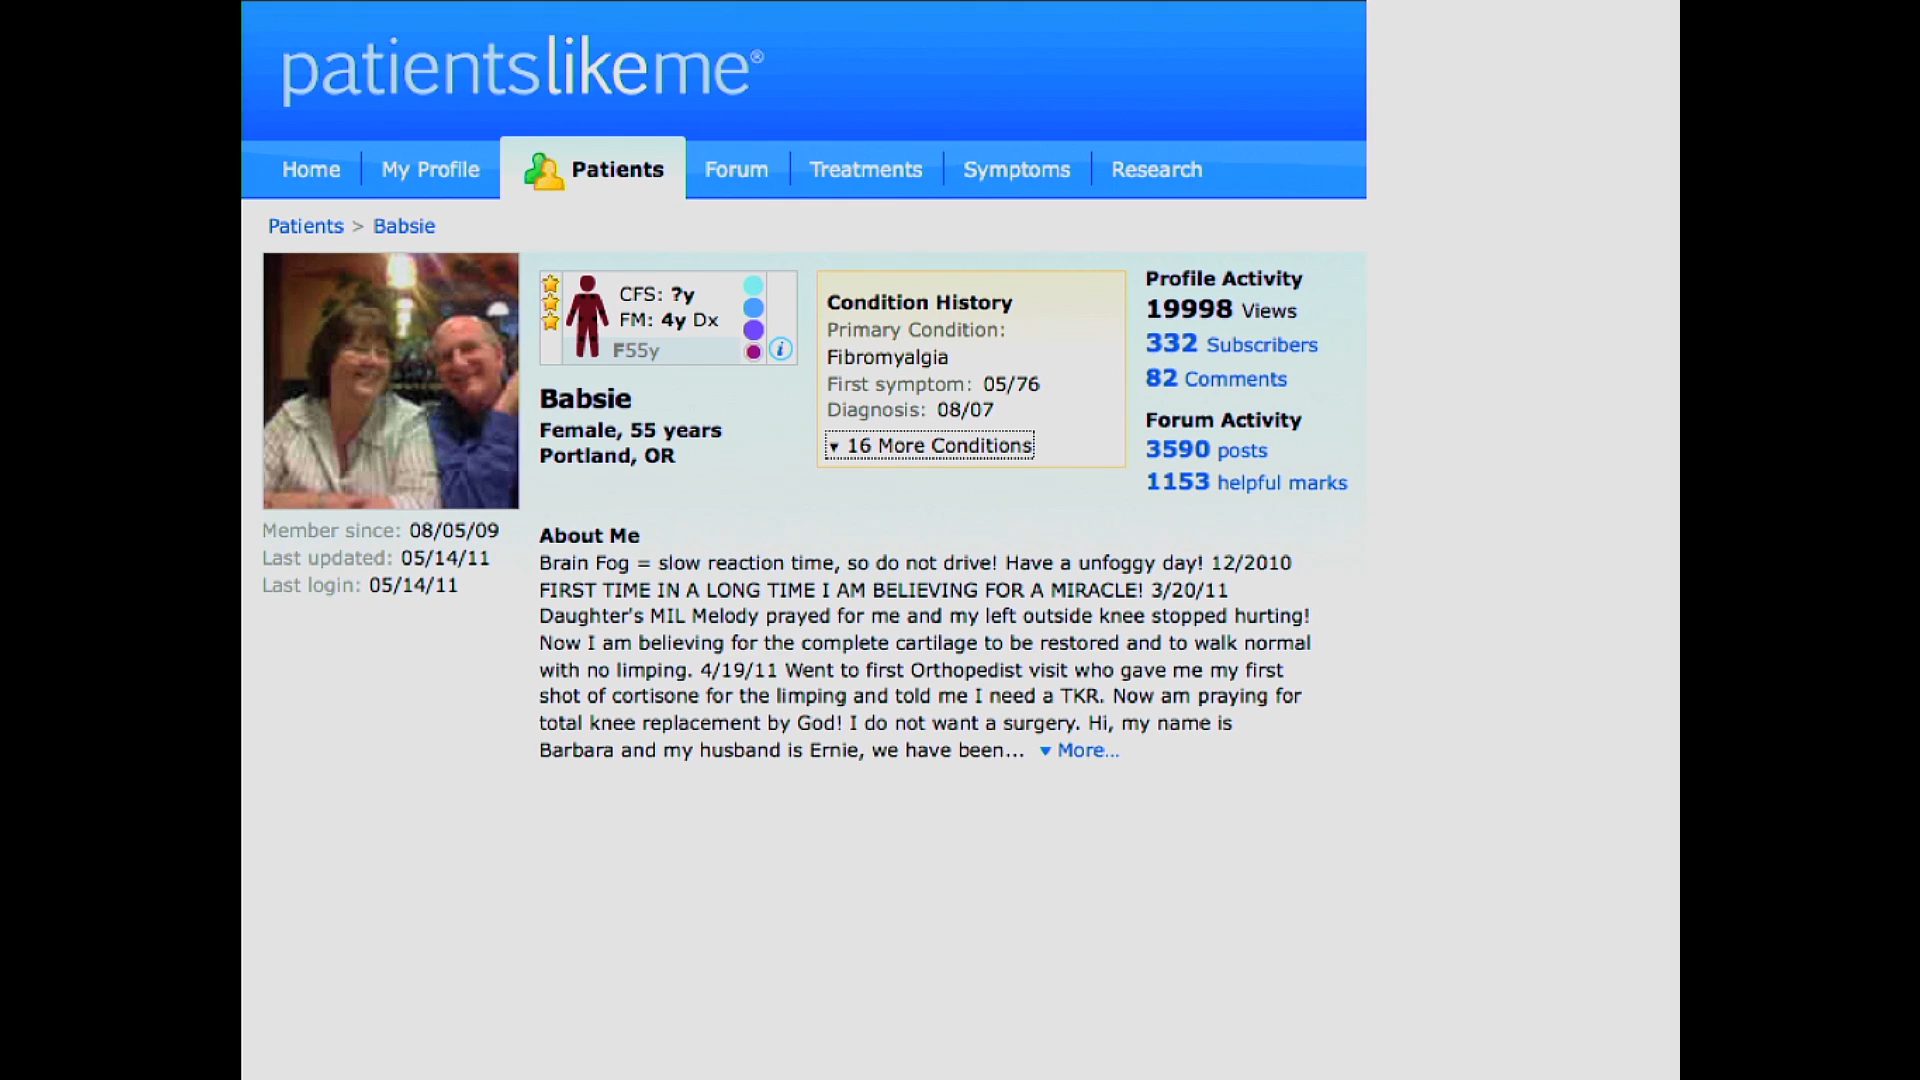 patientslikeme®
Home
My Profile
Patients
Forum
Treatments
Symptoms
Research
Patients > Babsie
CFS: ?y
FM: 4y Dx
F55y
i
Babsie
Female, 55 years
Portland, OR
Condition History
Primary Condition:
Fibromyalgia
First symptom: 05/76
Diagnosis: 08/07
▾ 16 More Conditions
Profile Activity
19998 Views
332 Subscribers
82 Comments
Forum Activity
3590 posts
1153 helpful marks
Member since: 08/05/09
Last updated: 05/14/11
Last login: 05/14/11
About Me
Brain Fog = slow reaction time, so do not drive! Have a unfoggy day! 12/2010
FIRST TIME IN A LONG TIME I AM BELIEVING FOR A MIRACLE! 3/20/11
Daughter's MIL Melody prayed for me and my left outside knee stopped hurting!
Now I am believing for the complete cartilage to be restored and to walk normal
with no limping. 4/19/11 Went to first Orthopedist visit who gave me my first
shot of cortisone for the limping and told me I need a TKR. Now am praying for
total knee replacement by God! I do not want a surgery. Hi, my name is
Barbara and my husband is Ernie, we have been... ▾ More...